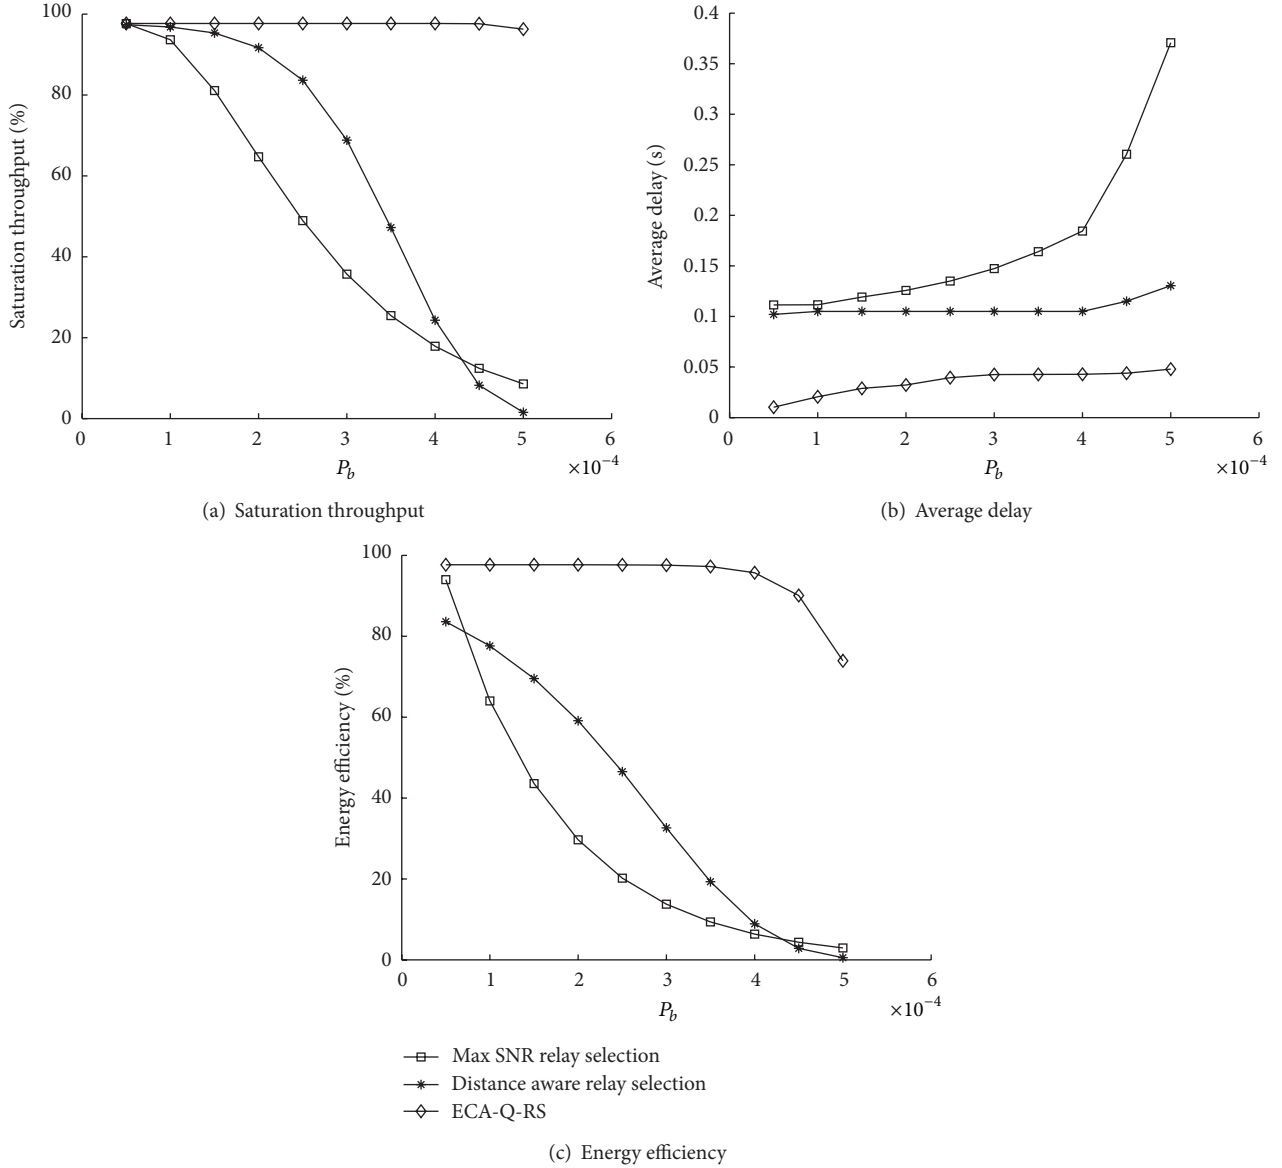 100
80
60
40
20
0
Saturation throughput (%)
0 1 2 3 4 5 6
P_b ×10⁻⁴
(a) Saturation throughput
0.4
0.35
0.3
0.25
0.2
0.15
0.1
0.05
0
Average delay (s)
0 1 2 3 4 5 6
P_b ×10⁻⁴
(b) Average delay
100
80
60
40
20
0
Energy efficiency (%)
0 1 2 3 4 5 6
P_b ×10⁻⁴
Max SNR relay selection
Distance aware relay selection
ECA-Q-RS
(c) Energy efficiency